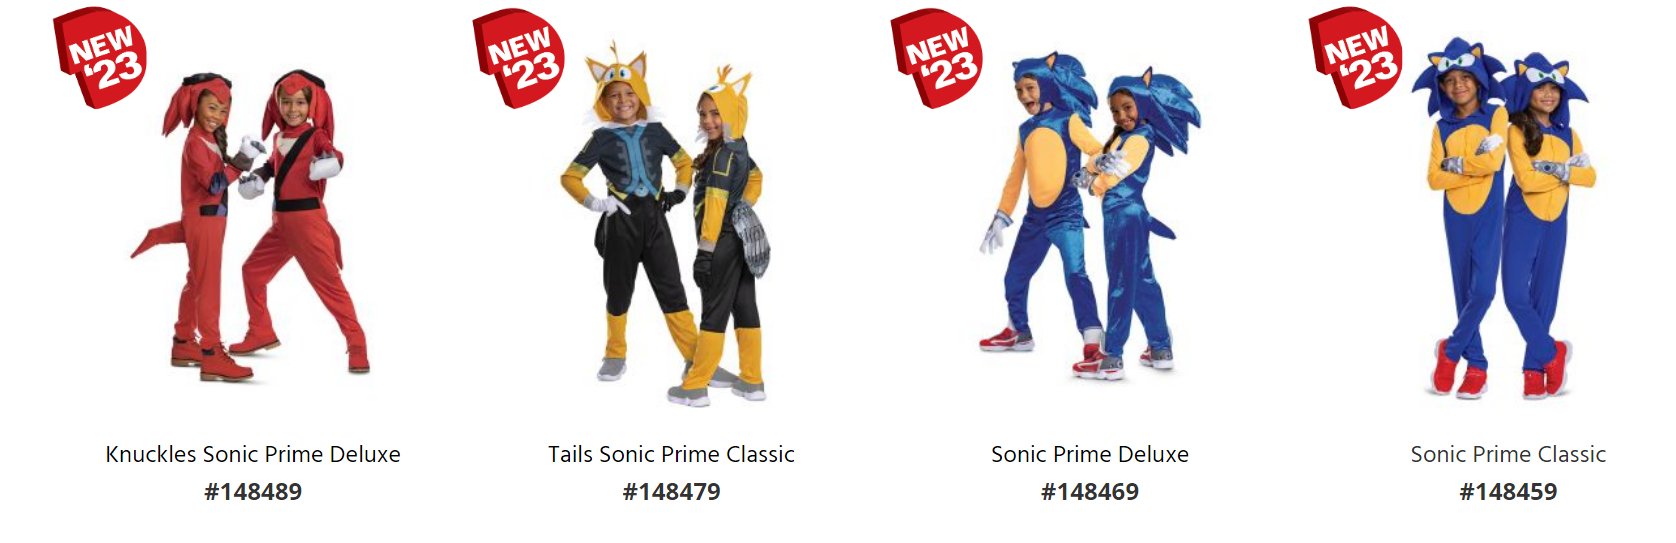 NEW
'23
NEW
'23
NEW
'23
NEW
'23
Knuckles Sonic Prime Deluxe
#148489
Tails Sonic Prime Classic
#148479
Sonic Prime Deluxe
#148469
Sonic Prime Classic
#148459